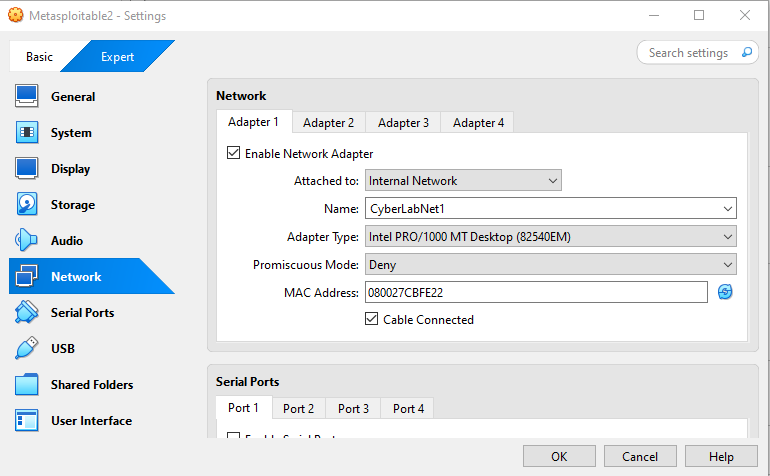 Metasploitable2 - Settings
Basic Expert
Search settings
General
System
Display
Storage
Audio
Network
Serial Ports
USB
Shared Folders
User Interface
Network
Adapter 1 Adapter 2 Adapter 3 Adapter 4
Enable Network Adapter
Attached to: Internal Network
Name: CyberLabNet1
Adapter Type: Intel PRO/1000 MT Desktop (82540EM)
Promiscuous Mode: Deny
MAC Address: 080027CBFE22
Cable Connected
Serial Ports
Port 1 Port 2 Port 3 Port 4
Enable Serial Port
OK Cancel Help